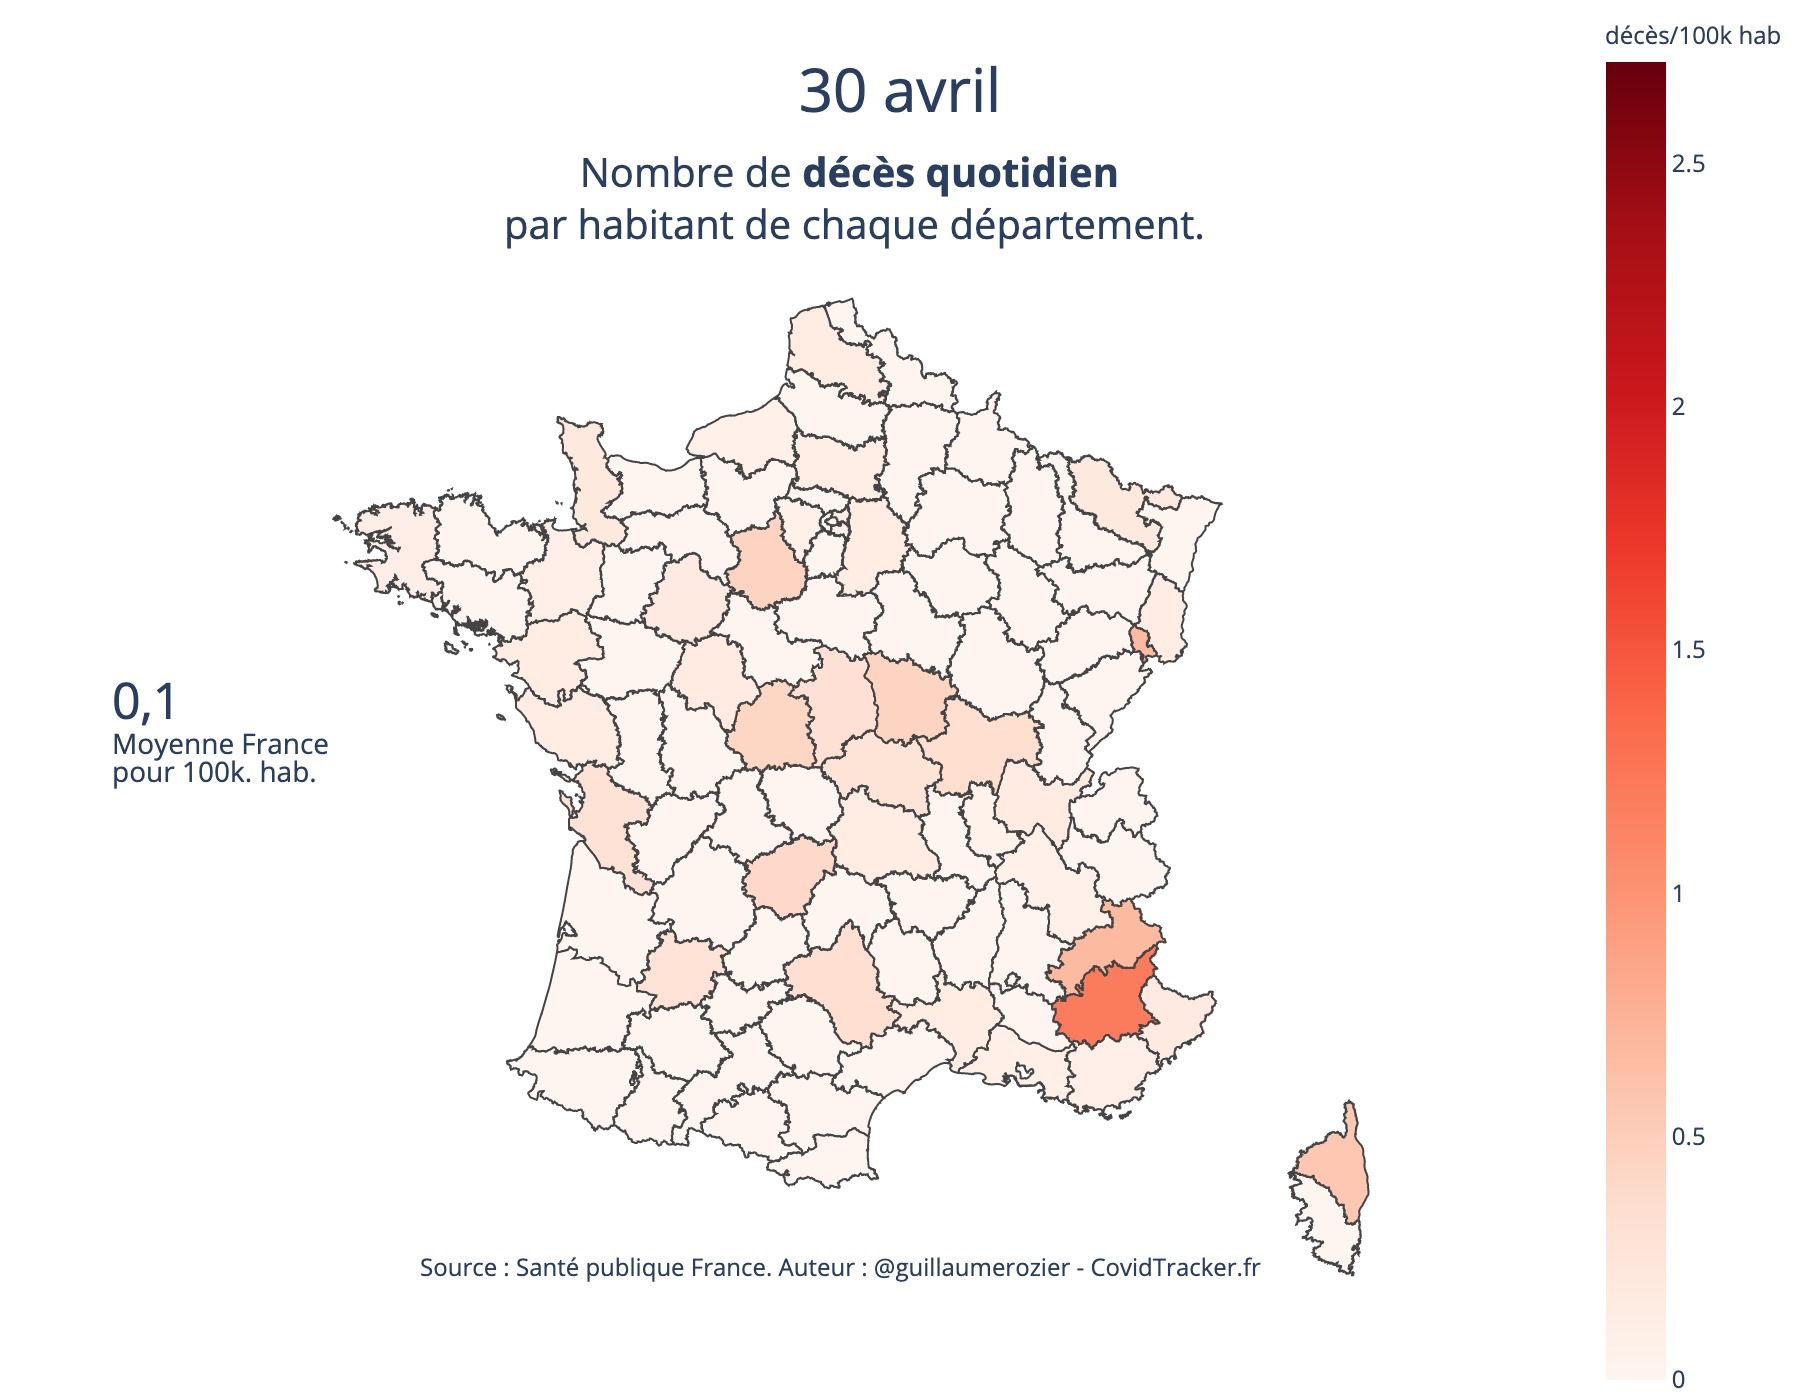 décès/100k hab
30 avril
Nombre de décès quotidien
par habitant de chaque département.
2.5
2
1.5
1
0.5
0
0,1
Moyenne France
pour 100k. hab.
Source : Santé publique France. Auteur : @guillaumerozier - CovidTracker.fr